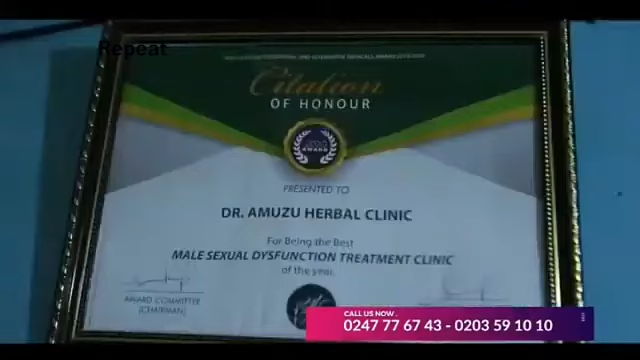 Repeat
Citation
OF HONOUR
AWARD
PRESENTED TO
DR. AMUZU HERBAL CLINIC
For Being the Best
MALE SEXUAL DYSFUNCTION TREATMENT CLINIC
of the year.
AWARD COMMITTEE
(CHAIRMAN)
CALL US NOW.
0247 77 67 43 - 0203 59 10 10